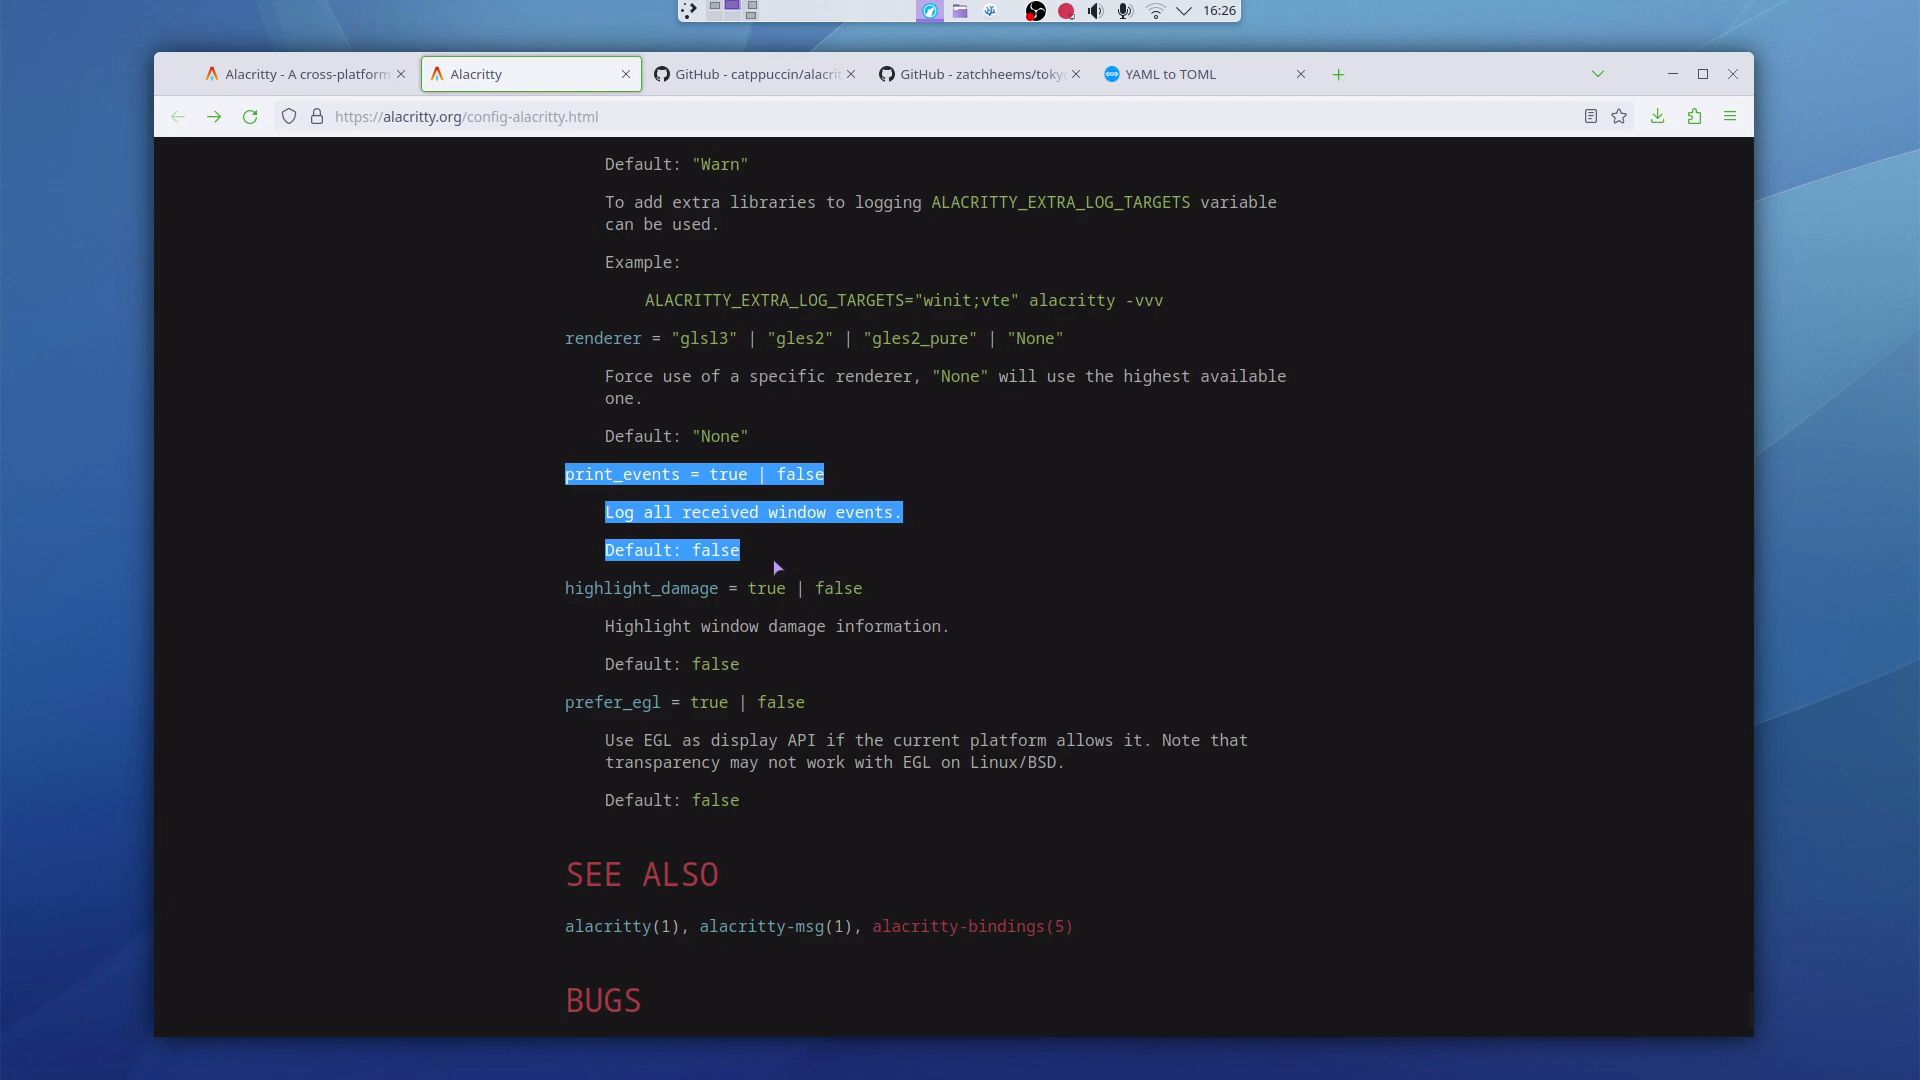 16:26
Alacritty - A cross-platform
Alacritty
GitHub - catppuccin/alacrit
GitHub - zatchheems/toky
YAML to TOML
https://alacritty.org/config-alacritty.html
Default: "Warn"
To add extra libraries to logging ALACRITTY_EXTRA_LOG_TARGETS variable
can be used.
Example:
ALACRITTY_EXTRA_LOG_TARGETS="winit;vte" alacritty -vvv
renderer = "glsl3" | "gles2" | "gles2_pure" | "None"
Force use of a specific renderer, "None" will use the highest available
one.
Default: "None"
print_events = true | false
Log all received window events.
Default: false
highlight_damage = true | false
Highlight window damage information.
Default: false
prefer_egl = true | false
Use EGL as display API if the current platform allows it. Note that
transparency may not work with EGL on Linux/BSD.
Default: false
SEE ALSO
alacritty(1), alacritty-msg(1), alacritty-bindings(5)
BUGS